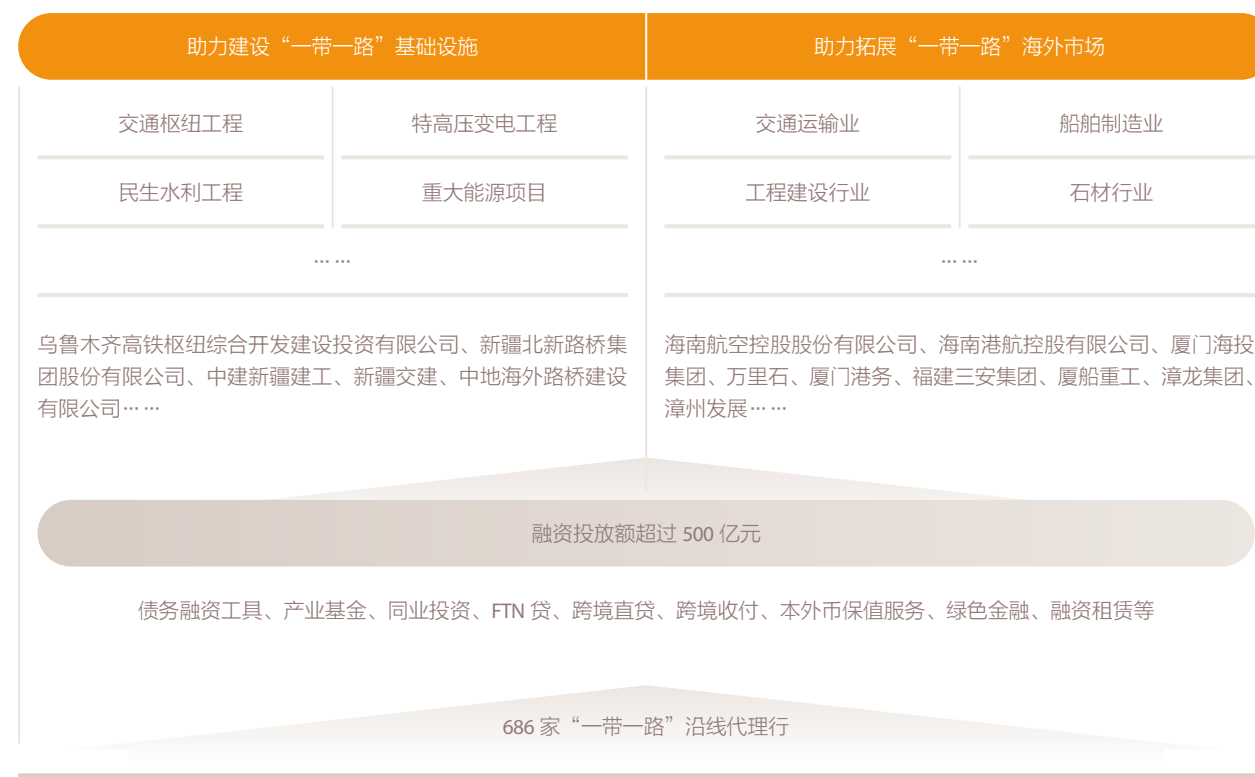 助力建设“一带一路”基础设施
助力拓展“一带一路”海外市场
交通枢纽工程
特高压变电工程
交通运输业
船舶制造业
民生水利工程
重大能源项目
工程建设行业
石材行业
……
……
乌鲁木齐高铁枢纽综合开发建设投资有限公司、新疆北新路桥集
团股份有限公司、中建新疆建工、新疆交建、中地海外路桥建设
有限公司……
海南航空控股股份有限公司、海南港航控股有限公司、厦门海投
集团、万里石、厦门港务、福建三安集团、厦船重工、漳龙集团、
漳州发展……
融资投放额超过 500 亿元
债务融资工具、产业基金、同业投资、FTN 贷、跨境直贷、跨境收付、本外币保值服务、绿色金融、融资租赁等
686 家“一带一路”沿线代理行